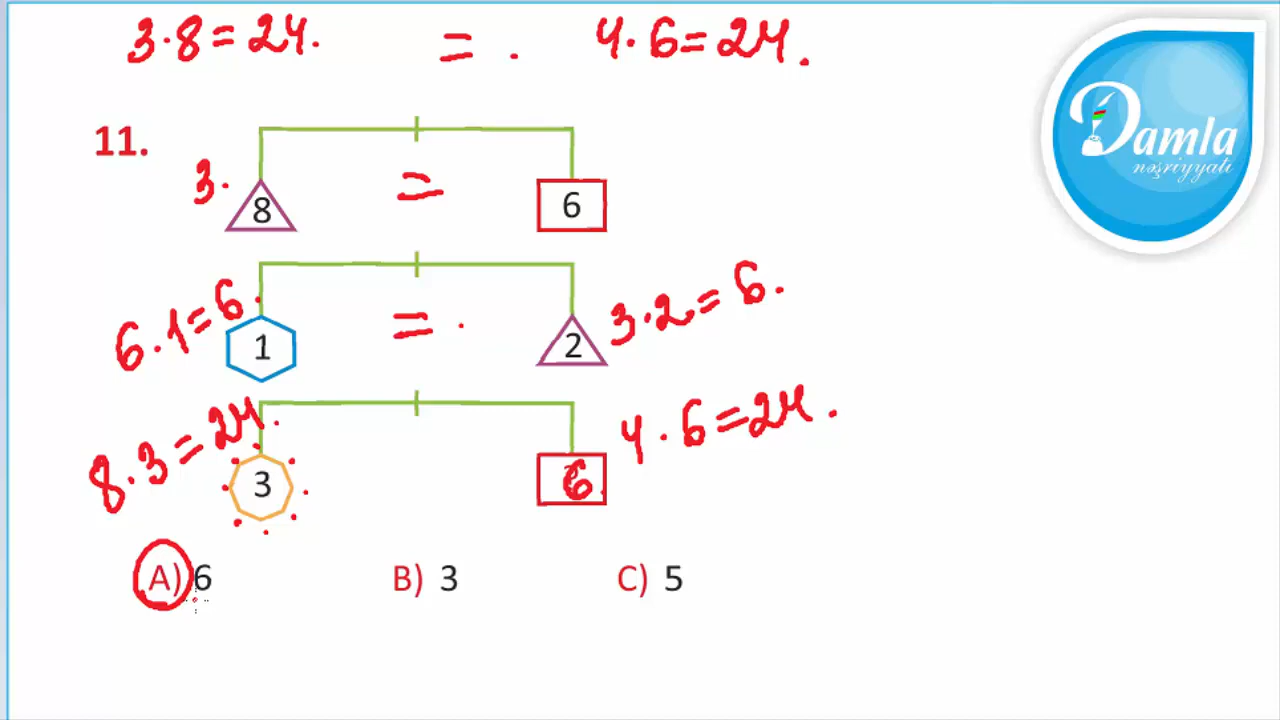 3·8=24. = . 4·6=24.
Damla
nəşriyyatı
11.
3. 8 = 6
6·1=6. 1 = . 2 3·2=6.
8·3=24. 3 6. 4·6=24.
A) 6 B) 3 C) 5